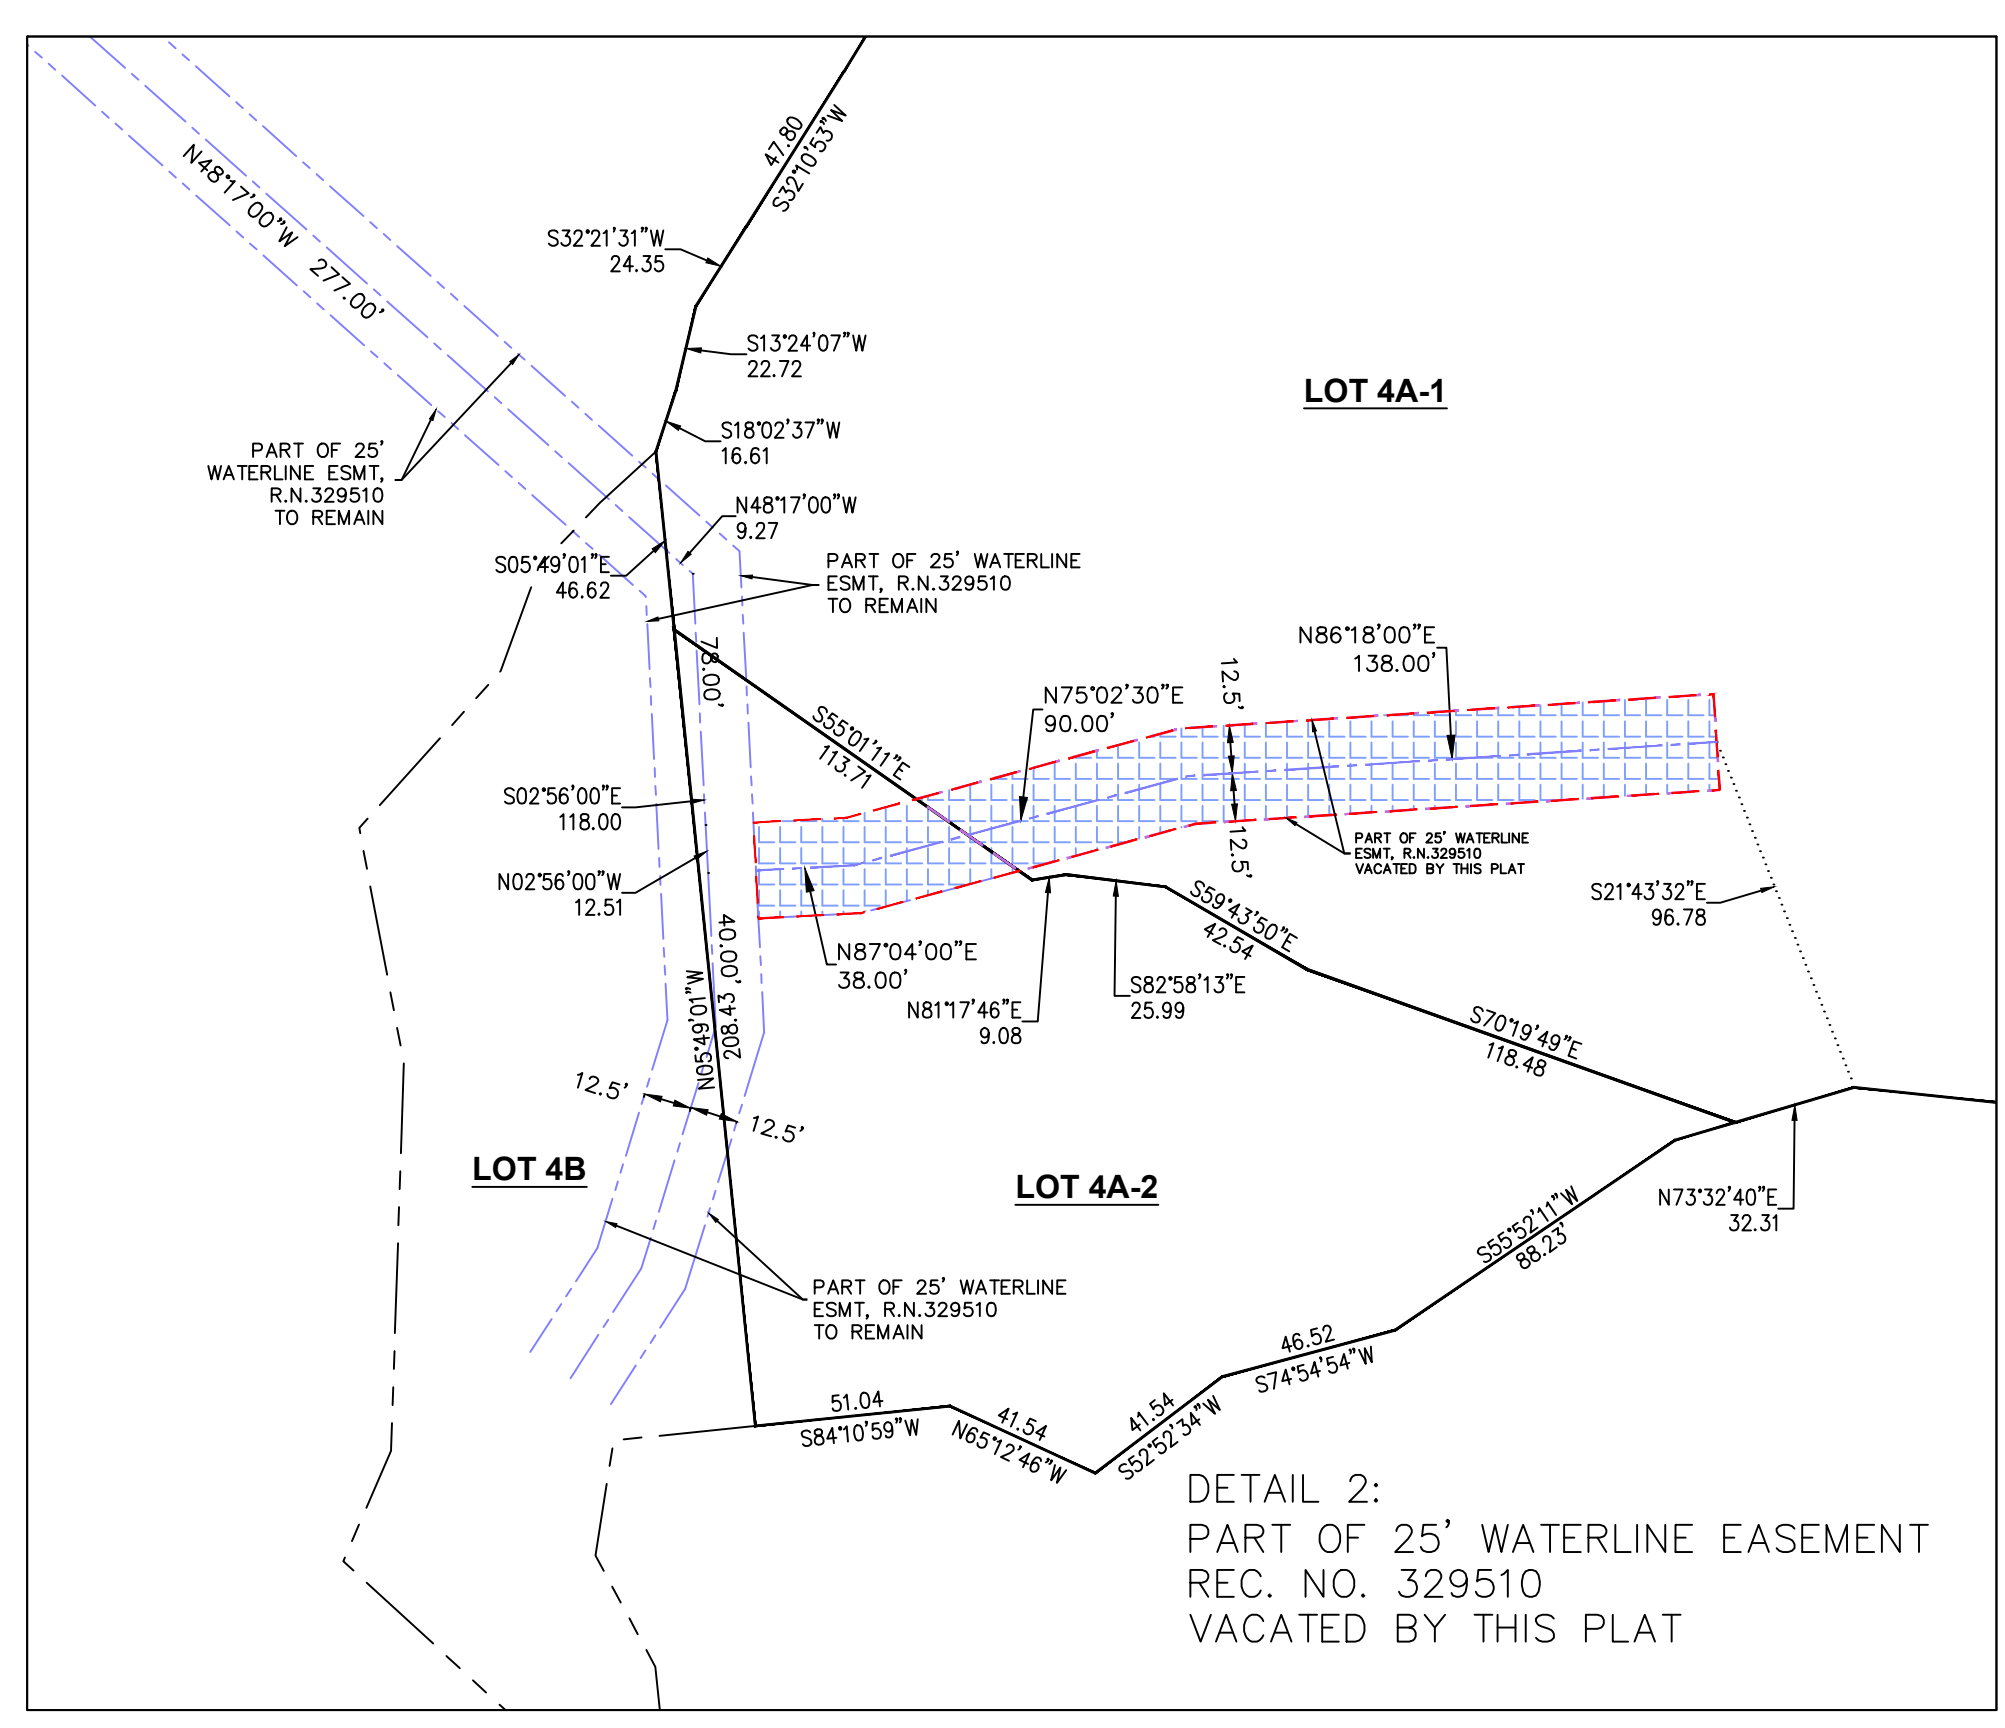 47.80
S32°10'53"W
N48°17'00"W 277.00'
S32°21'31"W
24.35
S13°24'07"W
22.72
LOT 4A-1
S18°02'37"W
16.61
PART OF 25'
WATERLINE ESMT,
R.N.329510
TO REMAIN
N48°17'00"W
9.27
S05°49'01"E
46.62
PART OF 25' WATERLINE
ESMT, R.N.329510
TO REMAIN
78.00'
N86°18'00"E
138.00'
12.5'
N75°02'30"E
90.00'
S55°01'11"E
113.71
S02°56'00"E
118.00
12.5'
PART OF 25' WATERLINE
ESMT, R.N.329510
VACATED BY THIS PLAT
N02°56'00"W
12.51
S21°43'32"E
96.78
S59°43'50"E
42.54
40.00'
N87°04'00"E
38.00'
S82°58'13"E
25.99
N81°17'46"E
9.08
N05°49'01"W
208.43
S70°19'49"E
118.48
12.5'
12.5'
LOT 4B
LOT 4A-2
N73°32'40"E
32.31
S55°52'11"W
88.23'
PART OF 25' WATERLINE
ESMT, R.N.329510
TO REMAIN
46.52
S74°54'54"W
51.04
S84°10'59"W
41.54
N65°12'46"W
41.54
S52°52'34"W
DETAIL 2:
PART OF 25' WATERLINE EASEMENT
REC. NO. 329510
VACATED BY THIS PLAT